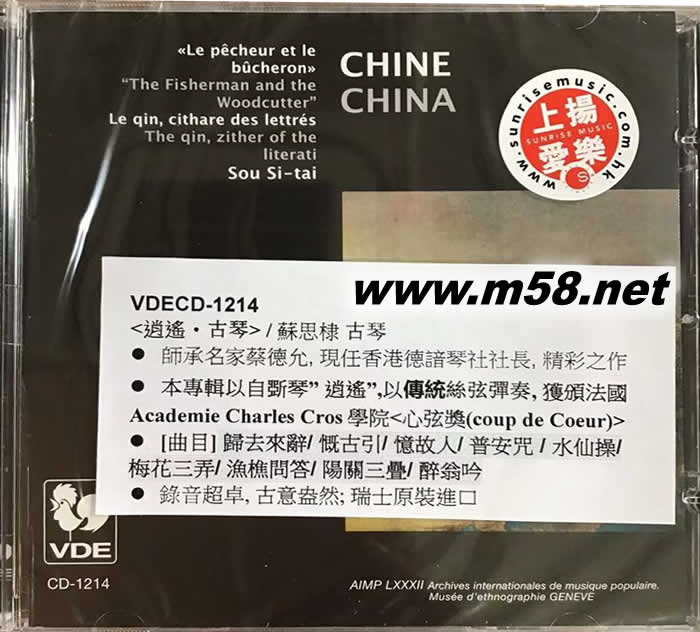 «Le pêcheur et le
bûcheron»
"The Fisherman and the
Woodcutter"
Le qin, cithare des lettrés
The qin, zither of the
literati
Sou Si-tai
CHINE
CHINA
www.sunrisemusic.com.hk
上揚
SUNRISE MUSIC
愛樂
S
www.m58.net
VDECD-1214
<逍遙·古琴> / 蘇思棣 古琴
● 師承名家蔡德允, 現任香港德諳琴社社長, 精彩之作
● 本專輯以自斲琴” 逍遙”,以傳統絲弦彈奏, 獲頒法國
Academie Charles Cros 學院<心弦獎(coup de Coeur)>
● [曲目] 歸去來辭/ 慨古引/ 憶故人/ 普安咒 / 水仙操/
梅花三弄/ 漁樵問答/ 陽關三疊/ 醉翁吟
● 錄音超卓, 古意盎然; 瑞士原裝進口
VDE
CD-1214
AIMP LXXXII Archives internationales de musique populaire.
Musée d'ethnographie GENEVE